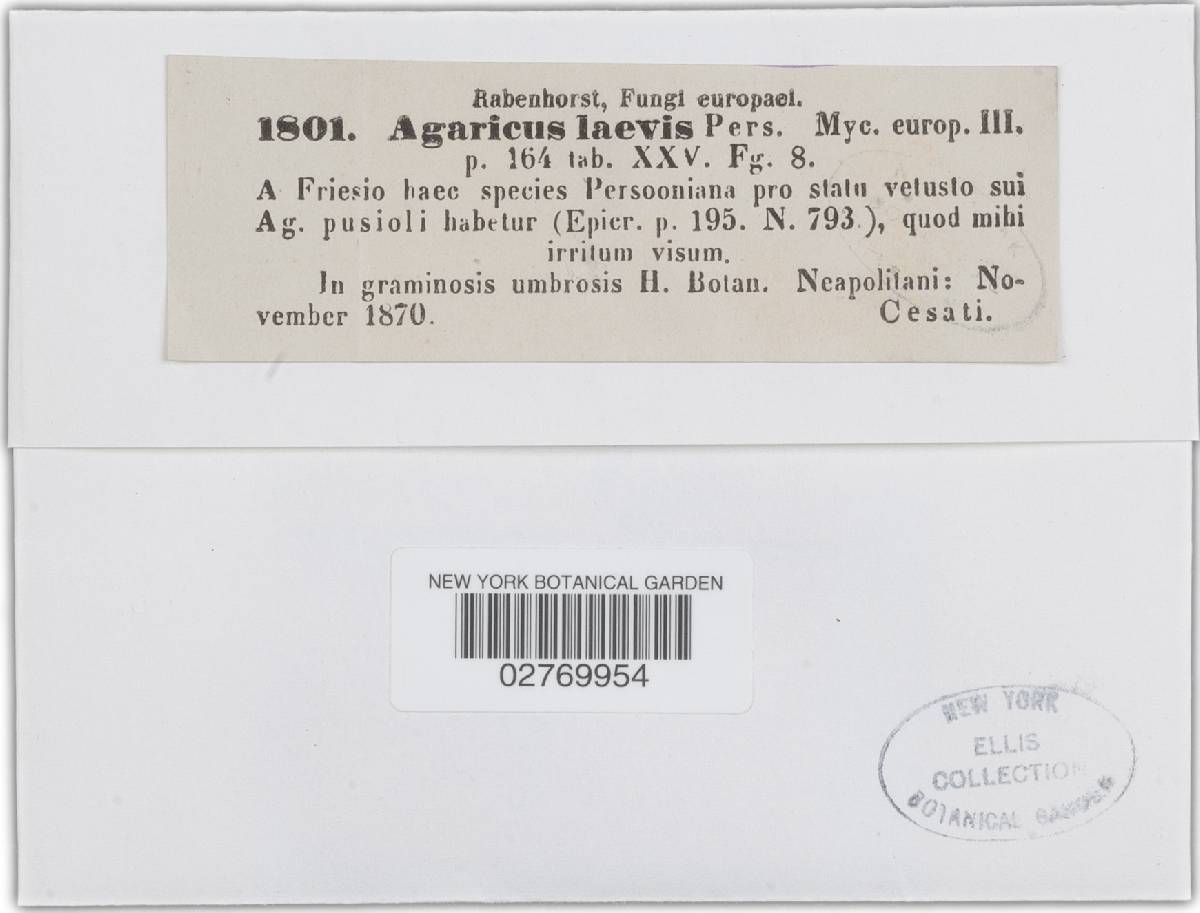 Rabenhorst, Fungi europaei.
1801. Agaricus laevis Pers. Myc. europ. III.
p. 164 tab. XXV. Fg. 8.
A Friesio haec species Persooniana pro statu vetusto sui
Ag. pusioli habetur (Epicr. p. 195. N. 793.), quod mihi
irritum visum.
In graminosis umbrosis H. Botan. Neapolitani: No-
vember 1870. Cesati.
NEW YORK BOTANICAL GARDEN
02769954
NEW YORK
ELLIS
COLLECTION
BOTANICAL GARDEN